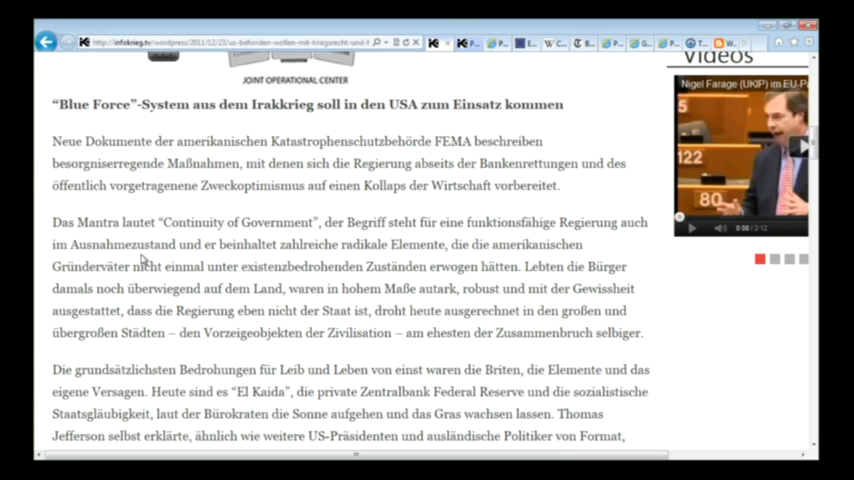 http://infokrieg.tv/wordpress/2011/12/23/us-behorden-wollen-mit-kriegsrecht-und-l
JOINT OPERATIONAL CENTER
Videos
Nigel Farage (UKIP) im EU-Pa
“Blue Force”-System aus dem Irakkrieg soll in den USA zum Einsatz kommen
Neue Dokumente der amerikanischen Katastrophenschutzbehörde FEMA beschreiben
besorgniserregende Maßnahmen, mit denen sich die Regierung abseits der Bankenrettungen und des
öffentlich vorgetragenene Zweckoptimismus auf einen Kollaps der Wirtschaft vorbereitet.
122
80
0:00 / 2:12
Das Mantra lautet “Continuity of Government”, der Begriff steht für eine funktionsfähige Regierung auch
im Ausnahmezustand und er beinhaltet zahlreiche radikale Elemente, die die amerikanischen
Gründerväter nicht einmal unter existenzbedrohenden Zuständen erwogen hätten. Lebten die Bürger
damals noch überwiegend auf dem Land, waren in hohem Maße autark, robust und mit der Gewissheit
ausgestattet, dass die Regierung eben nicht der Staat ist, droht heute ausgerechnet in den großen und
übergroßen Städten – den Vorzeigeobjekten der Zivilisation – am ehesten der Zusammenbruch selbiger.
Die grundsätzlichsten Bedrohungen für Leib und Leben von einst waren die Briten, die Elemente und das
eigene Versagen. Heute sind es “El Kaida”, die private Zentralbank Federal Reserve und die sozialistische
Staatsgläubigkeit, laut der Bürokraten die Sonne aufgehen und das Gras wachsen lassen. Thomas
Jefferson selbst erklärte, ähnlich wie weitere US-Präsidenten und ausländische Politiker von Format,